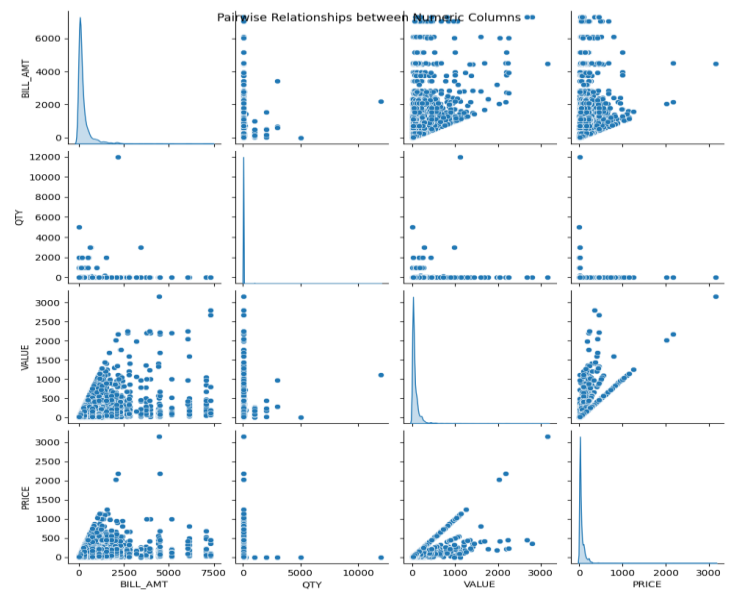 Pairwise Relationships between Numeric Columns
BILL_AMT
6000
4000
2000
0
QTY
12000
10000
8000
6000
4000
2000
0
VALUE
3000
2500
2000
1500
1000
500
0
PRICE
3000
2500
2000
1500
1000
500
0
0 2500 5000 7500
0 5000 10000
0 1000 2000 3000
0 1000 2000 3000
BILL_AMT
QTY
VALUE
PRICE